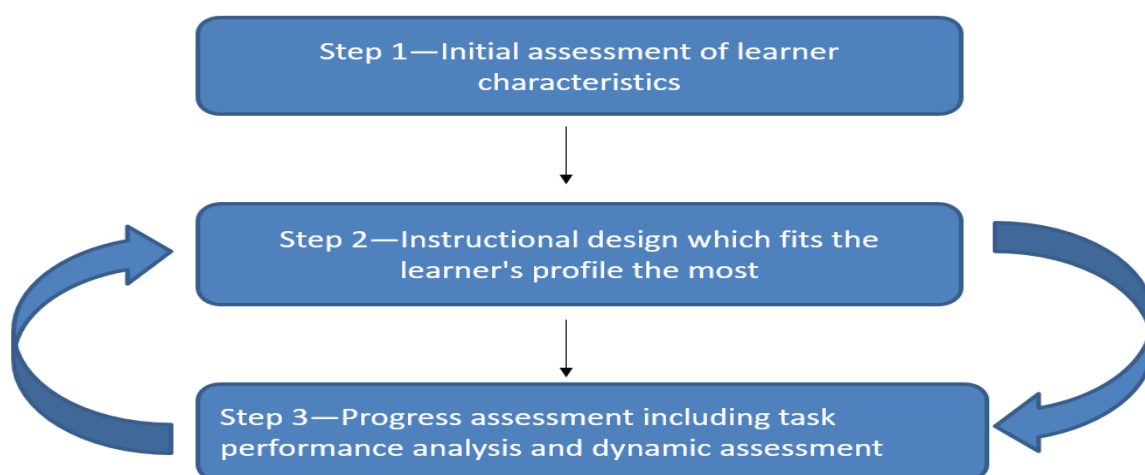 Step 1—Initial assessment of learner
characteristics
Step 2—Instructional design which fits the
learner's profile the most
Step 3—Progress assessment including task
performance analysis and dynamic assessment